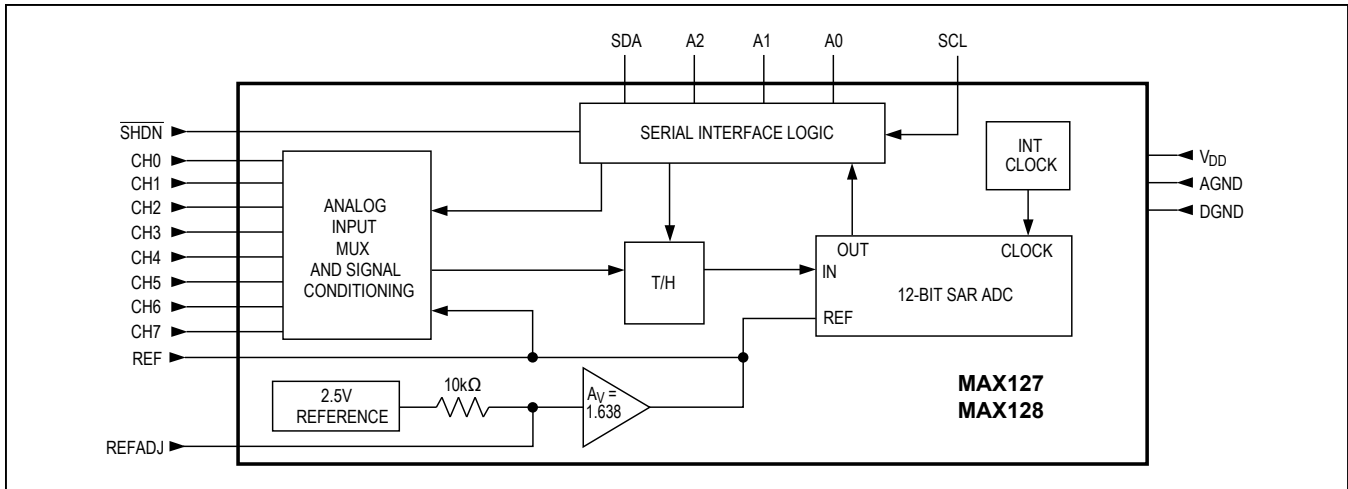 SDA A2 A1 A0 SCL
SHDN
CH0
CH1
CH2
CH3
CH4
CH5
CH6
CH7
REF
REFADJ
SERIAL INTERFACE LOGIC
INT
CLOCK
ANALOG
INPUT
MUX
AND SIGNAL
CONDITIONING
T/H
OUT CLOCK
IN
12-BIT SAR ADC
REF
VDD
AGND
DGND
2.5V
REFERENCE
10kΩ
AV =
1.638
MAX127
MAX128